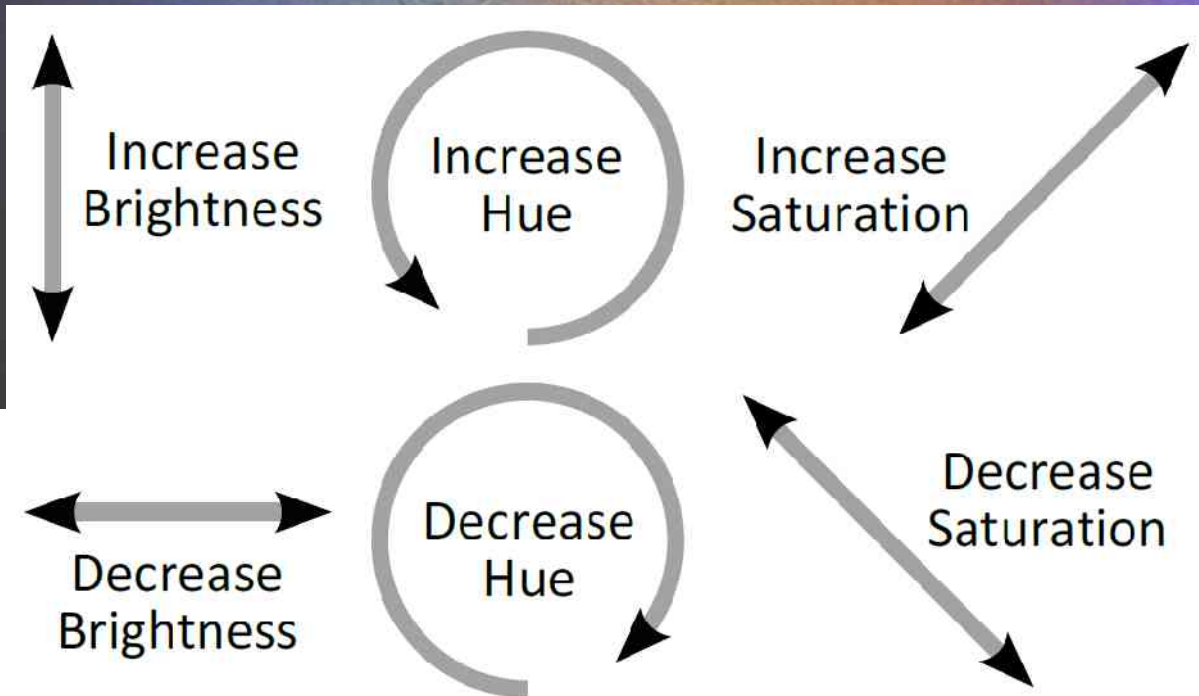 Increase
Brightness
Increase
Hue
Increase
Saturation
Decrease
Brightness
Decrease
Hue
Decrease
Saturation